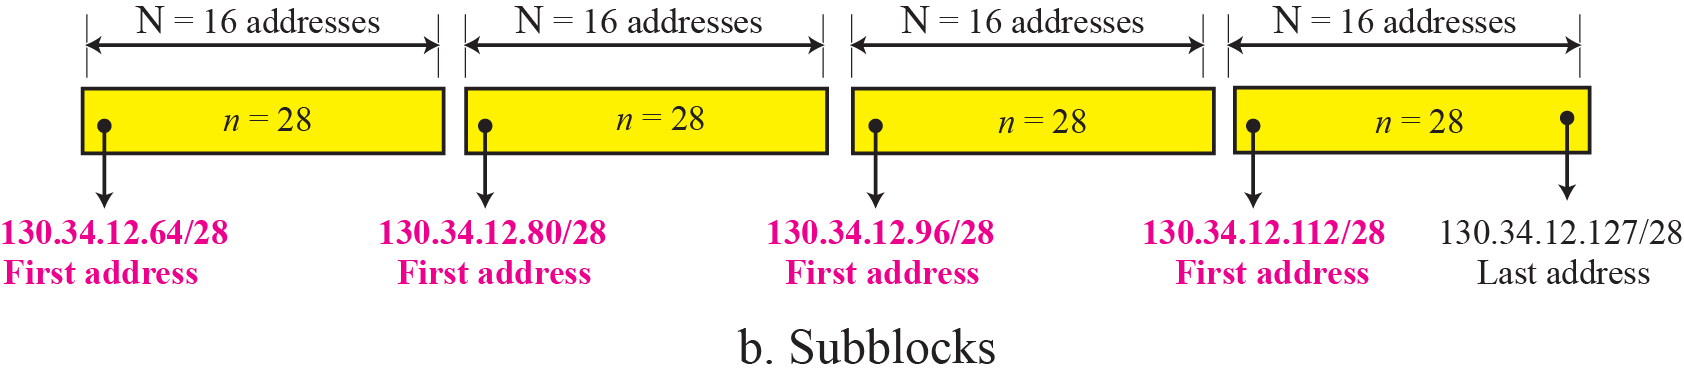 N = 16 addresses N = 16 addresses N = 16 addresses N = 16 addresses
n = 28 n = 28 n = 28 n = 28
130.34.12.64/28 130.34.12.80/28 130.34.12.96/28 130.34.12.112/28 130.34.12.127/28
First address First address First address First address Last address
b. Subblocks